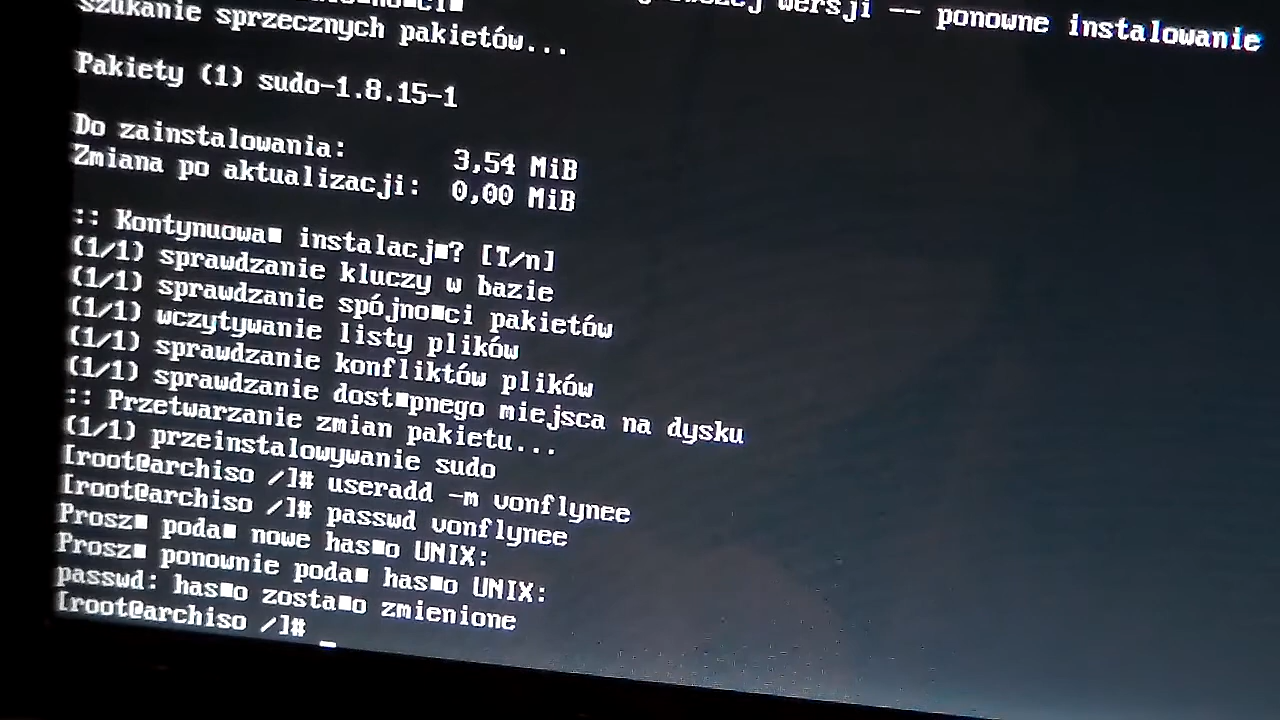 wersji -- ponowne instalowanie
szukanie sprzecznych pakietów...
Pakiety (1) sudo-1.8.15-1
Do zainstalowania: 3,54 MiB
Zmiana po aktualizacji: 0,00 MiB
:: Kontynuowa■ instalacj■? [T/n]
(1/1) sprawdzanie kluczy w bazie
(1/1) sprawdzanie spójno■ci pakietów
(1/1) wczytywanie listy plików
(1/1) sprawdzanie konfliktów plików
(1/1) sprawdzanie dost■pnego miejsca na dysku
:: Przetwarzanie zmian pakietu...
(1/1) przeinstalowywanie sudo
[root@archiso /]# useradd -m vonflynee
[root@archiso /]# passwd vonflynee
Prosz■ poda■ nowe has■o UNIX:
Prosz■ ponownie poda■ has■o UNIX:
passwd: has■o zosta■o zmienione
[root@archiso /]# _